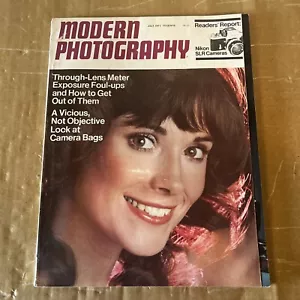 MODERN
PHOTOGRAPHY
Readers' Report:
Nikon
SLR Cameras
Through-Lens Meter
Exposure Foul-ups
and How to Get
Out of Them
A Vicious,
Not Objective
Look at
Camera Bags